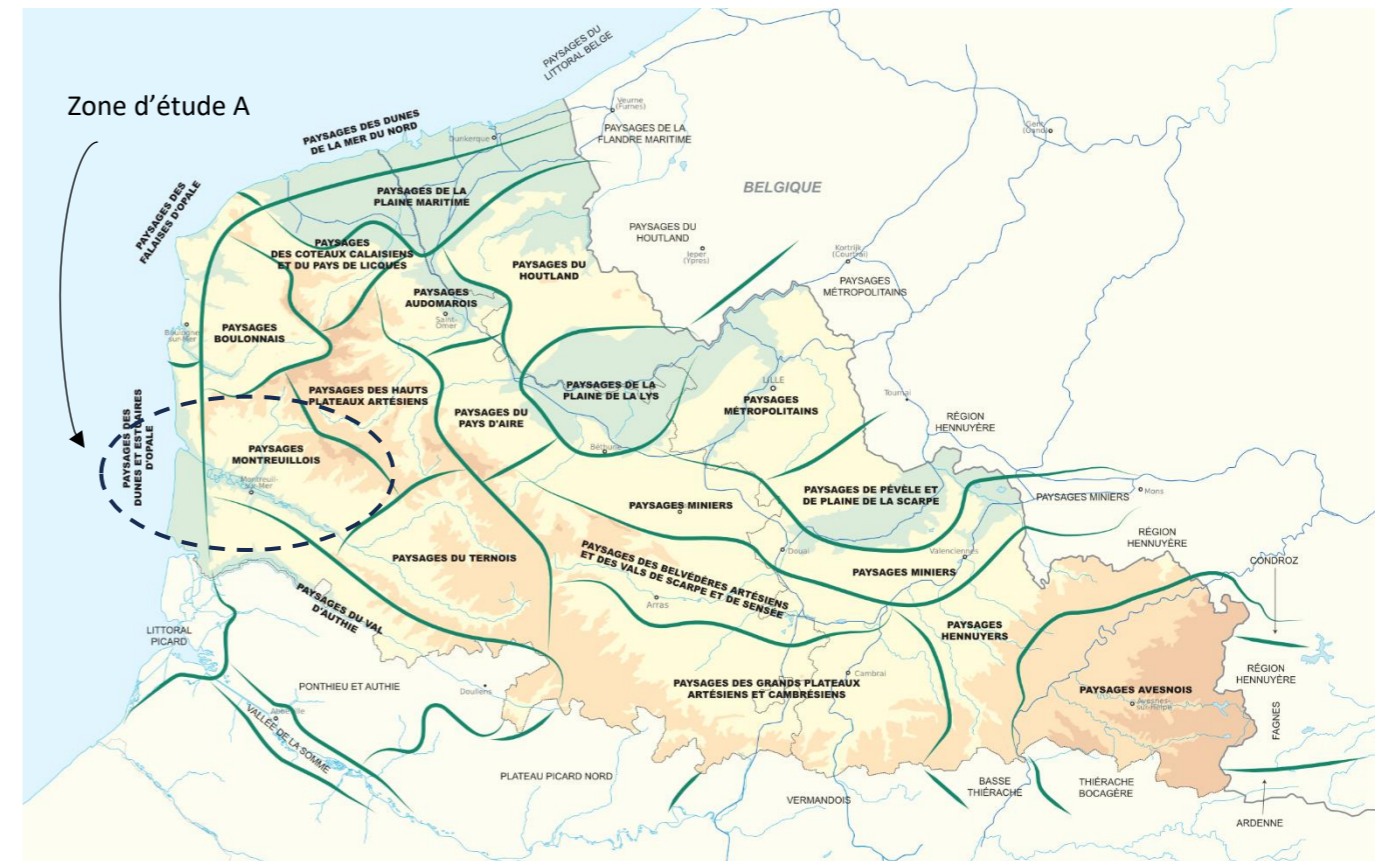 PAYSAGES DU
LITTORAL BELGE
Zone d'étude A
Veurne
(Furnes)
PAYSAGES DES DUNES
DE LA MER DU NORD
Dunkerque
PAYSAGES DE LA
FLANDRE MARITIME
Gent
(Gand)
PAYSAGES DES
FALAISES D'OPALE
PAYSAGES DE LA
PLAINE MARITIME
BELGIQUE
PAYSAGES
DES COTEAUX CALAISIENS
ET DU PAYS DE LICQUES
PAYSAGES DU
HOUTLAND
PAYSAGES DU
HOUTLAND
Ieper
(Ypres)
Kortrijk
(Courtrai)
PAYSAGES
MÉTROPOLITAINS
PAYSAGES
AUDOMAROIS
Saint-
Omer
PAYSAGES
BOULONNAIS
Boulogne
sur-Mer
PAYSAGES DES HAUTS
PLATEAUX ARTÉSIENS
PAYSAGES DE LA
PLAINE DE LA LYS
LILLE
PAYSAGES
MÉTROPOLITAINS
Tournai
PAYSAGES DU
PAYS D'AIRE
RÉGION
HENNUYÈRE
PAYSAGES DES
DUNES ET ESTUAIRES
D'OPALE
PAYSAGES
MONTREUILLOIS
Montreuil-
sur-Mer
Béthune
PAYSAGES MINIERS
PAYSAGES DE PÉVÈLE ET
DE PLAINE DE LA SCARPE
PAYSAGES MINIERS
Mons
RÉGION
HENNUYÈRE
PAYSAGES DU TERNOIS
PAYSAGES DES BELVÉDÈRES ARTÉSIENS
ET DES VALS DE SCARPE ET DE SENSÉE
Douai
Valenciennes
PAYSAGES MINIERS
CONDROZ
PAYSAGES DU VAL
D'AUTHIE
Arras
PAYSAGES
HENNUYERS
LITTORAL
PICARD
PONTHIEU ET AUTHIE
Doullens
PAYSAGES DES GRANDS PLATEAUX
ARTÉSIENS ET CAMBRÉSIENS
Cambrai
PAYSAGES AVESNOIS
Avesnes-
sur-Helpe
RÉGION
HENNUYÈRE
FAGNES
Abbeville
VALLÉE DE LA SOMME
PLATEAU PICARD NORD
VERMANDOIS
BASSE
THIÉRACHE
THIÉRACHE
BOCAGÈRE
ARDENNE